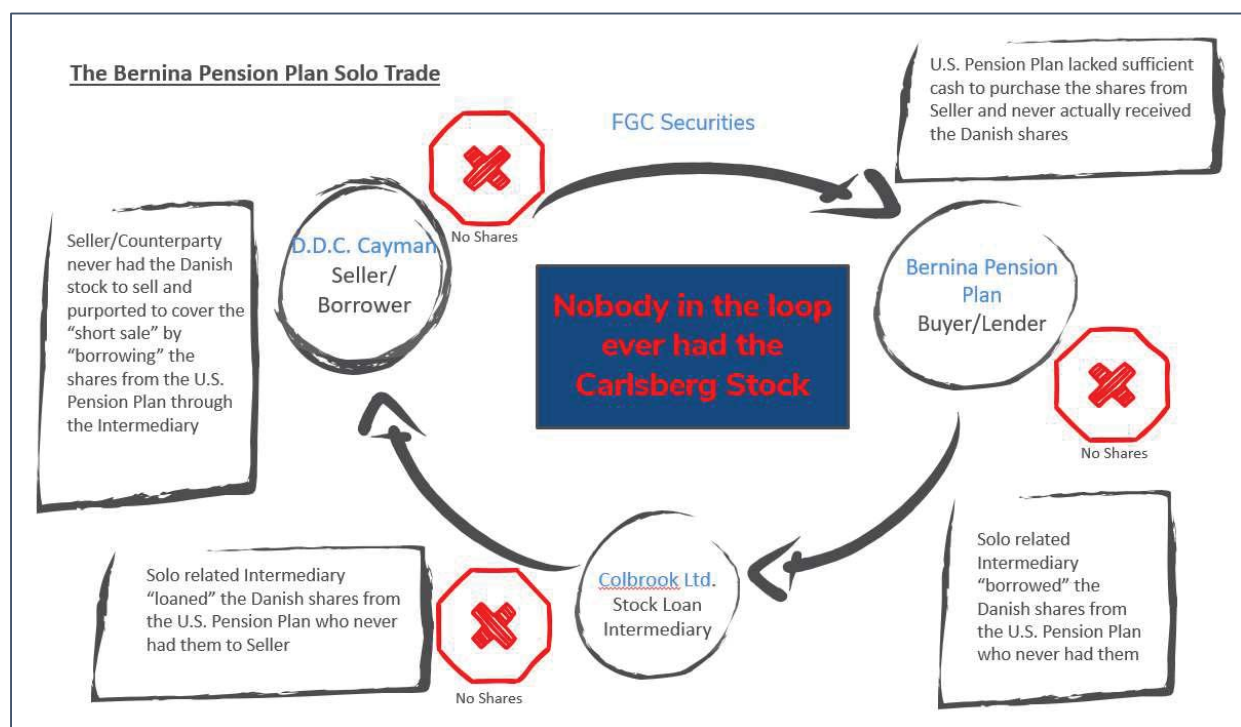 The Bernina Pension Plan Solo Trade
U.S. Pension Plan lacked sufficient
cash to purchase the shares from
Seller and never actually received
the Danish shares
FGC Securities
No Shares
Seller/Counterparty
never had the Danish
stock to sell and
purported to cover the
“short sale” by
“borrowing” the
shares from the U.S.
Pension Plan through
the Intermediary
D.D.C. Cayman
Seller/
Borrower
Nobody in the loop
ever had the
Carlsberg Stock
Bernina Pension
Plan
Buyer/Lender
No Shares
Solo related
Intermediary
“borrowed” the
Danish shares from
the U.S. Pension Plan
who never had them
Colbrook Ltd.
Stock Loan
Intermediary
Solo related Intermediary
“loaned” the Danish shares from
the U.S. Pension Plan who never
had them to Seller
No Shares